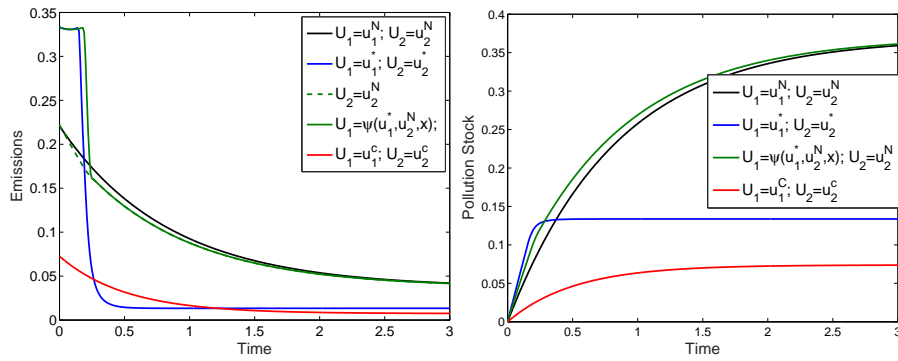 0.35
0.3
0.25
0.2
0.15
0.1
0.05
0
Emissions
0 0.5 1 1.5 2 2.5 3
Time
U₁=u₁ᴺ; U₂=u₂ᴺ
U₁=u₁*; U₂=u₂*
U₂=u₂ᴺ
U₁=ψ(u₁*,u₂ᴺ,x);
U₁=u₁ᶜ; U₂=u₂ᶜ
0.4
0.35
0.3
0.25
0.2
0.15
0.1
0.05
0
Pollution Stock
0 0.5 1 1.5 2 2.5 3
Time
U₁=u₁ᴺ; U₂=u₂ᴺ
U₁=u₁*; U₂=u₂*
U₁=ψ(u₁*,u₂ᴺ,x); U₂=u₂ᴺ
U₁=u₁ᶜ; U₂=u₂ᶜ